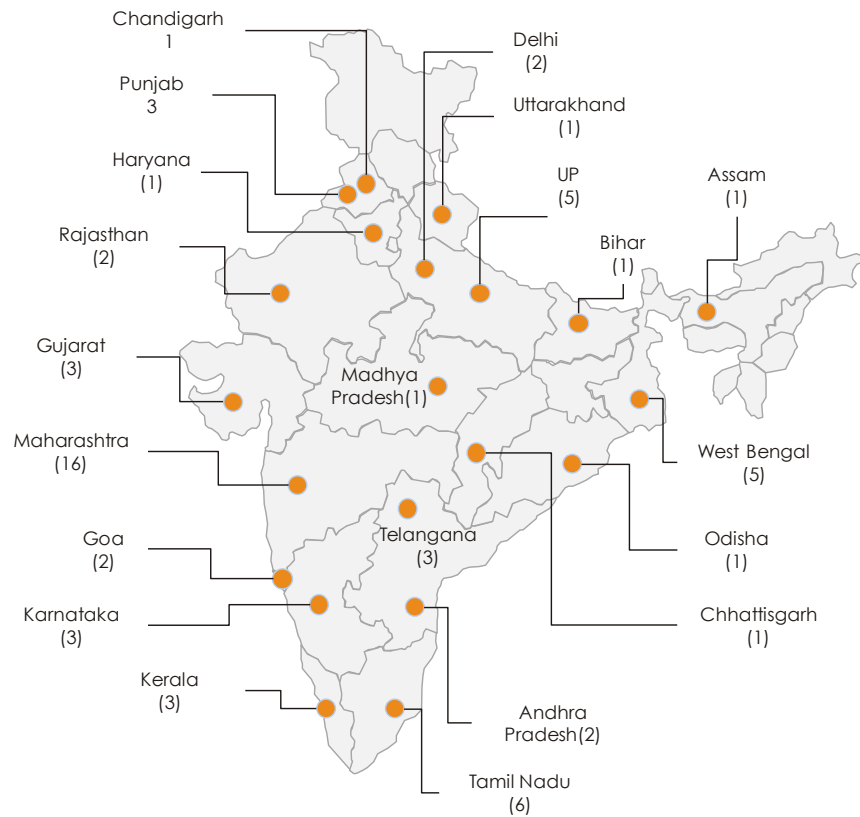 Chandigarh
1
Delhi
(2)
Punjab
3
Uttarakhand
(1)
Haryana
(1)
UP
(5)
Assam
(1)
Rajasthan
(2)
Bihar
(1)
Gujarat
(3)
Madhya
Pradesh(1)
Maharashtra
(16)
West Bengal
(5)
Telangana
(3)
Goa
(2)
Odisha
(1)
Karnataka
(3)
Chhattisgarh
(1)
Kerala
(3)
Andhra
Pradesh(2)
Tamil Nadu
(6)